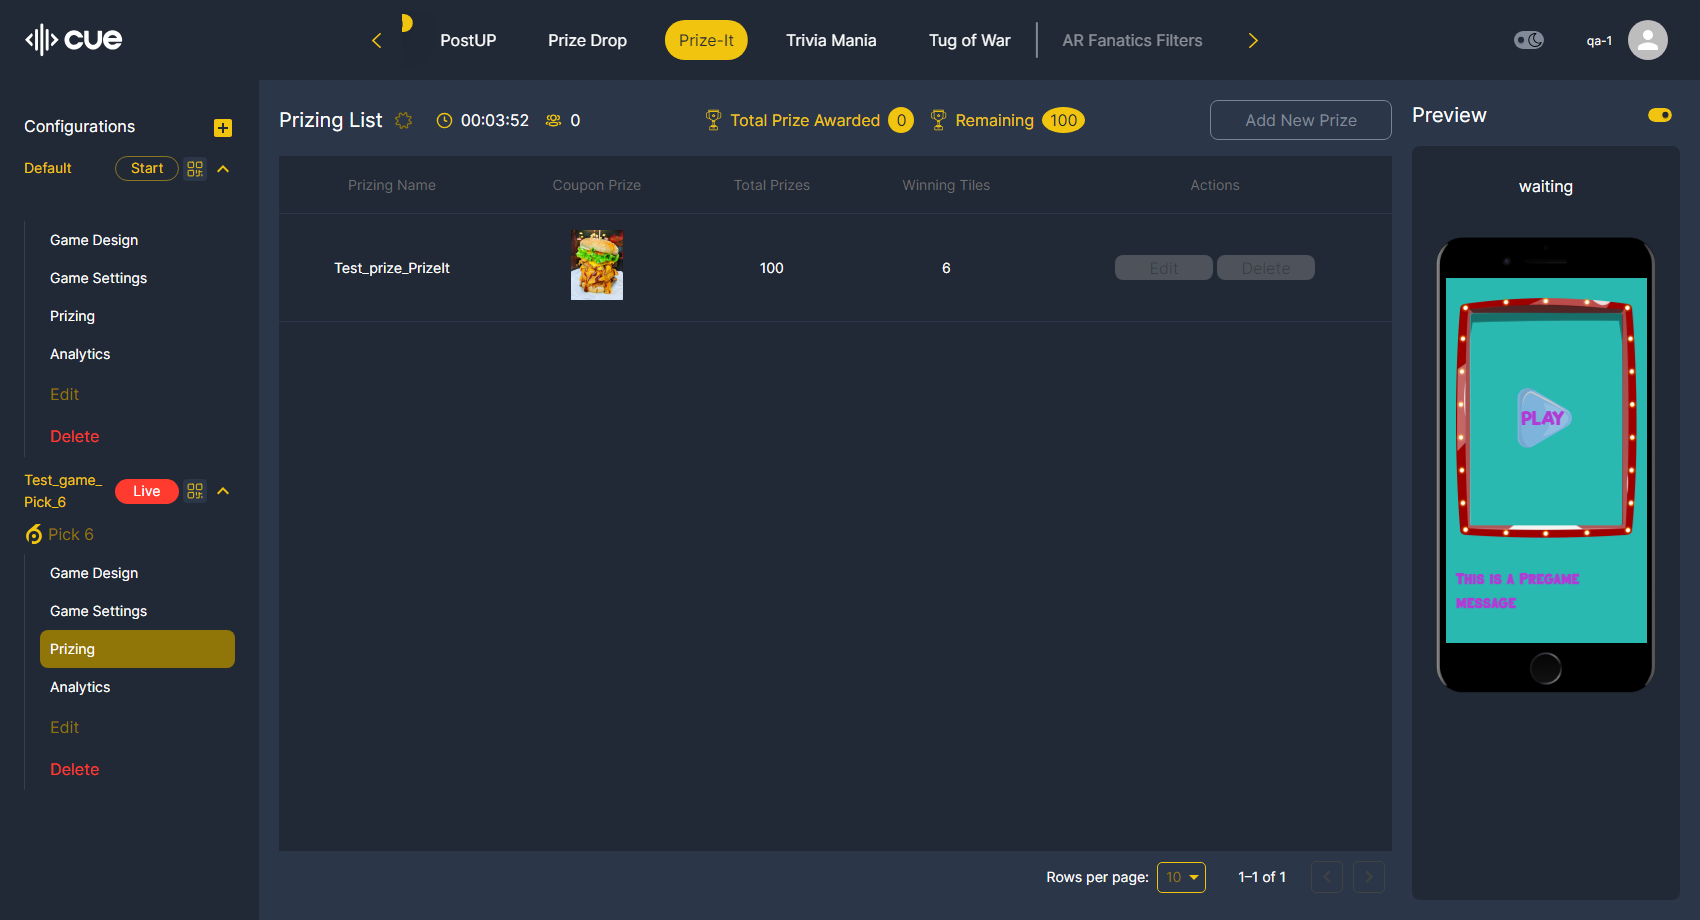 cue
PostUP
Prize Drop
Prize-It
Trivia Mania
Tug of War
AR Fanatics Filters
qa-1
Configurations
Default
Start
Game Design
Game Settings
Prizing
Analytics
Edit
Delete
Test_game_
Pick_6
Live
Pick 6
Game Design
Game Settings
Prizing
Analytics
Edit
Delete
Prizing List
00:03:52
0
Total Prize Awarded 0
Remaining 100
Add New Prize
Prizing Name
Coupon Prize
Total Prizes
Winning Tiles
Actions
Test_prize_PrizeIt
100
6
Edit
Delete
Rows per page: 10
1–1 of 1
Preview
waiting
PLAY
This is a Pregame
message